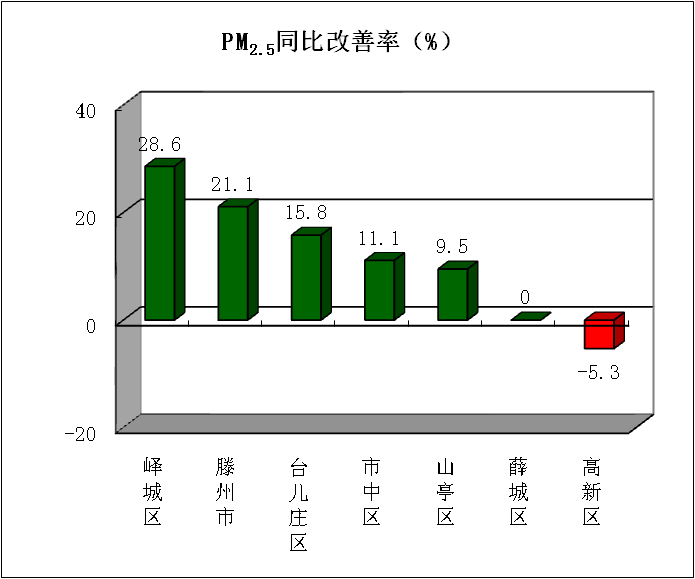 PM2.5同比改善率（%）
40
20
0
-20
28.6
21.1
15.8
11.1
9.5
0
-5.3
峄城区
滕州市
台儿庄区
市中区
山亭区
薛城区
高新区